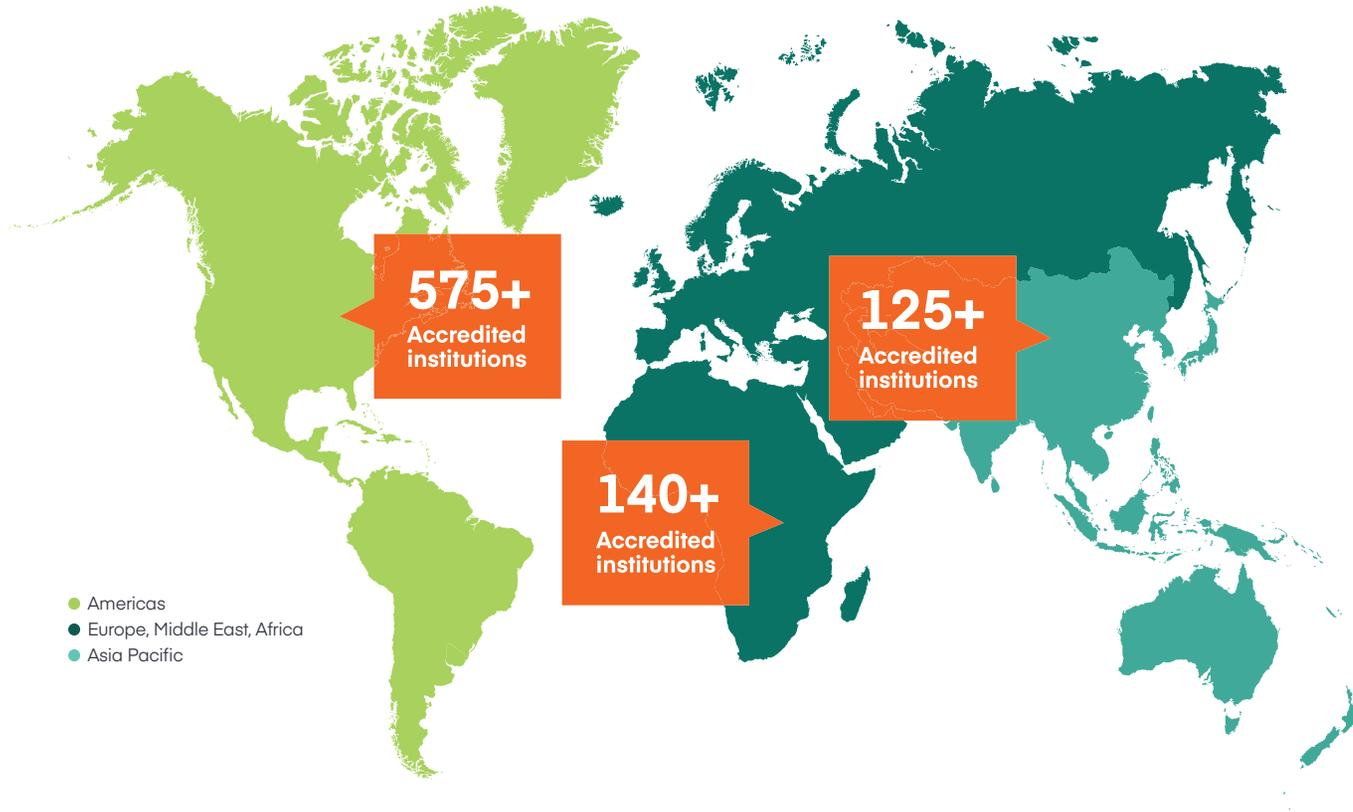 575+
Accredited
institutions
125+
Accredited
institutions
140+
Accredited
institutions
Americas
Europe, Middle East, Africa
Asia Pacific